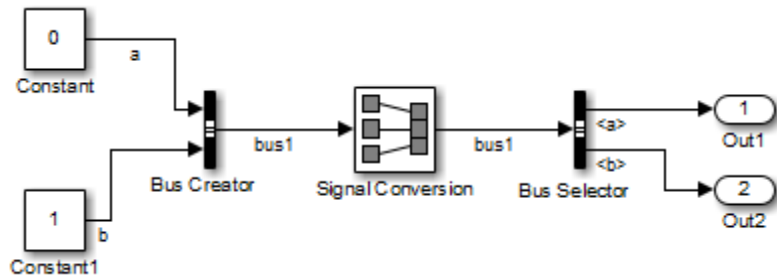 0
a
Constant
1
b
Constant1
Bus Creator
bus1
Signal Conversion
bus1
Bus Selector
<a>
<b>
1
Out1
2
Out2